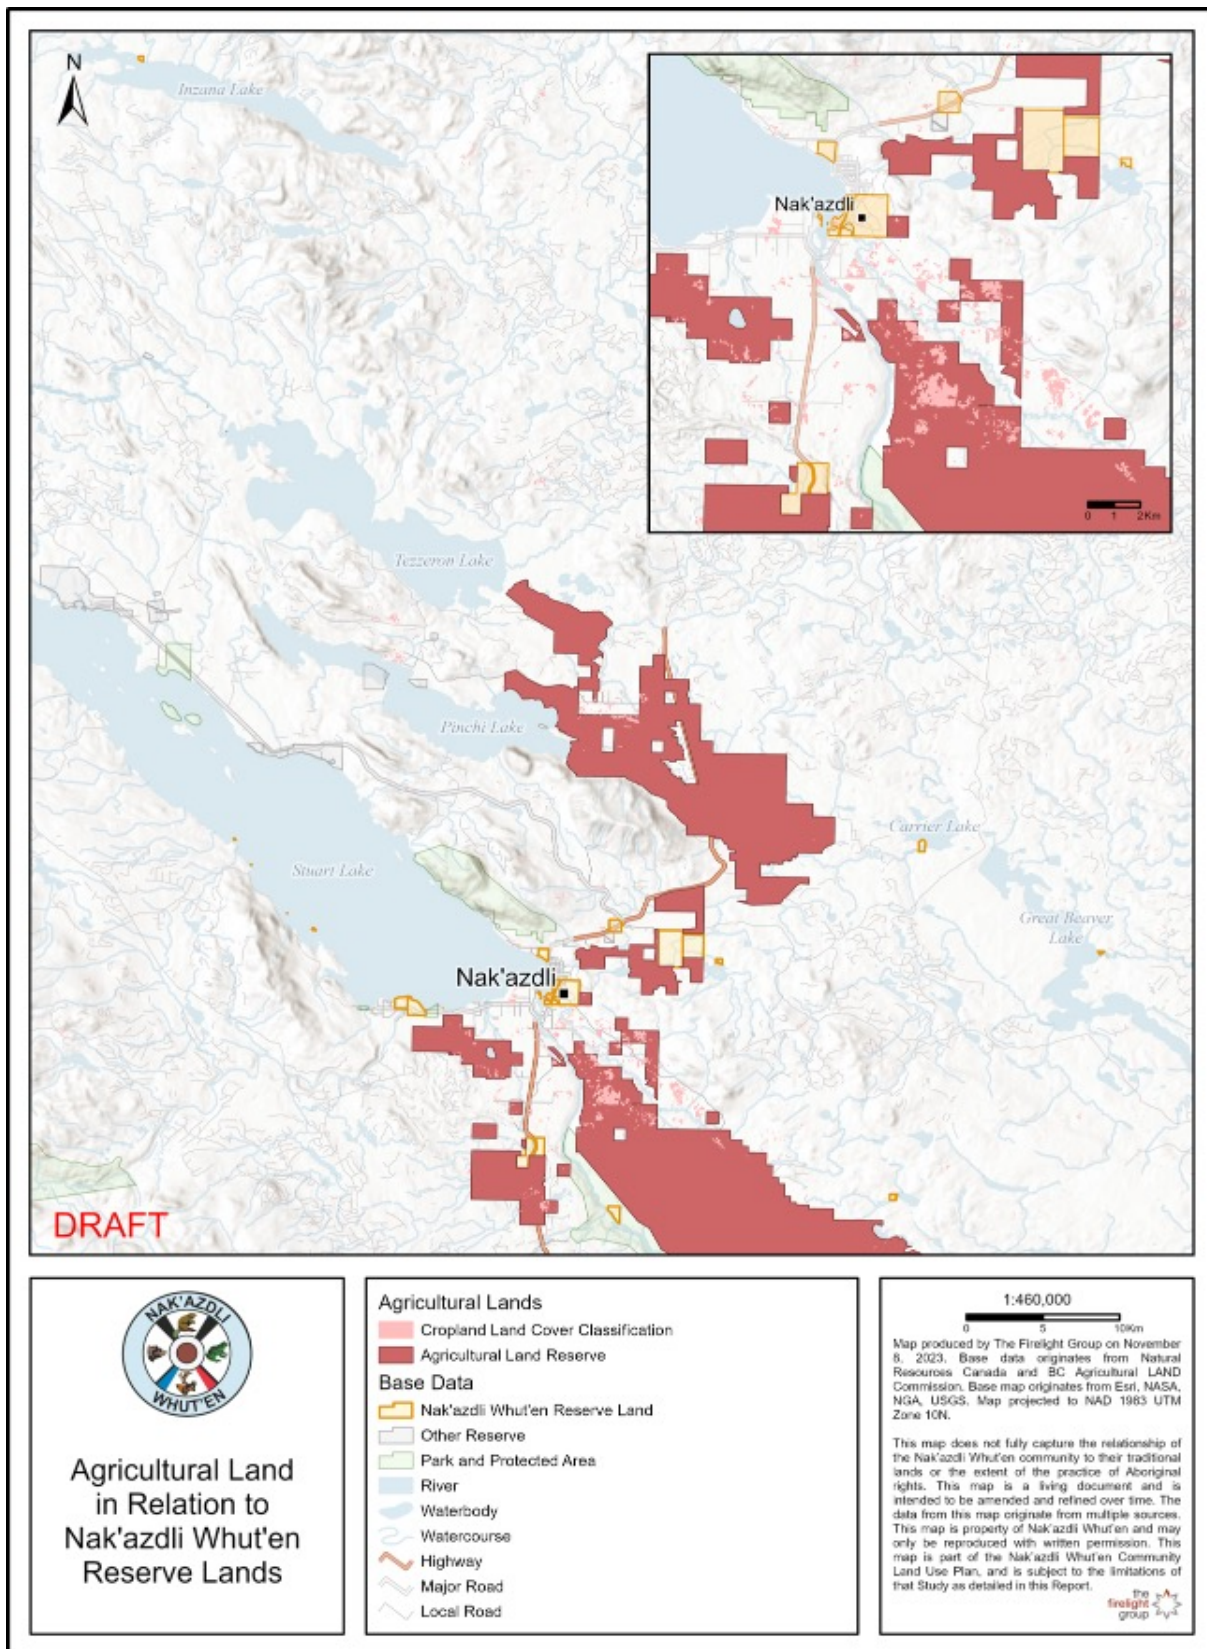 N
Inzana Lake
Nak'azdli
0 1 2Km
Tezzeron Lake
Pinchi Lake
Carrier Lake
Stuart Lake
Great Beaver
Lake
Nak'azdli
DRAFT
NAK'AZDLI
WHUT'EN
Agricultural Land
in Relation to
Nak'azdli Whut'en
Reserve Lands
Agricultural Lands
Cropland Land Cover Classification
Agricultural Land Reserve
Base Data
Nak'azdli Whut'en Reserve Land
Other Reserve
Park and Protected Area
River
Waterbody
Watercourse
Highway
Major Road
Local Road
1:460,000
0 5 10Km
Map produced by The Firelight Group on November
8, 2023. Base data originates from Natural
Resources Canada and BC Agricultural LAND
Commission. Base map originates from Esri, NASA,
NGA, USGS. Map projected to NAD 1983 UTM
Zone 10N.
This map does not fully capture the relationship of
the Nak'azdli Whut'en community to their traditional
lands or the extent of the practice of Aboriginal
rights. This map is a living document and is
intended to be amended and refined over time. The
data from this map originate from multiple sources.
This map is property of Nak'azdli Whut'en and may
only be reproduced with written permission. This
map is part of the Nak'azdli Whut'en Community
Land Use Plan, and is subject to the limitations of
that Study as detailed in this Report.
the
firelight
group